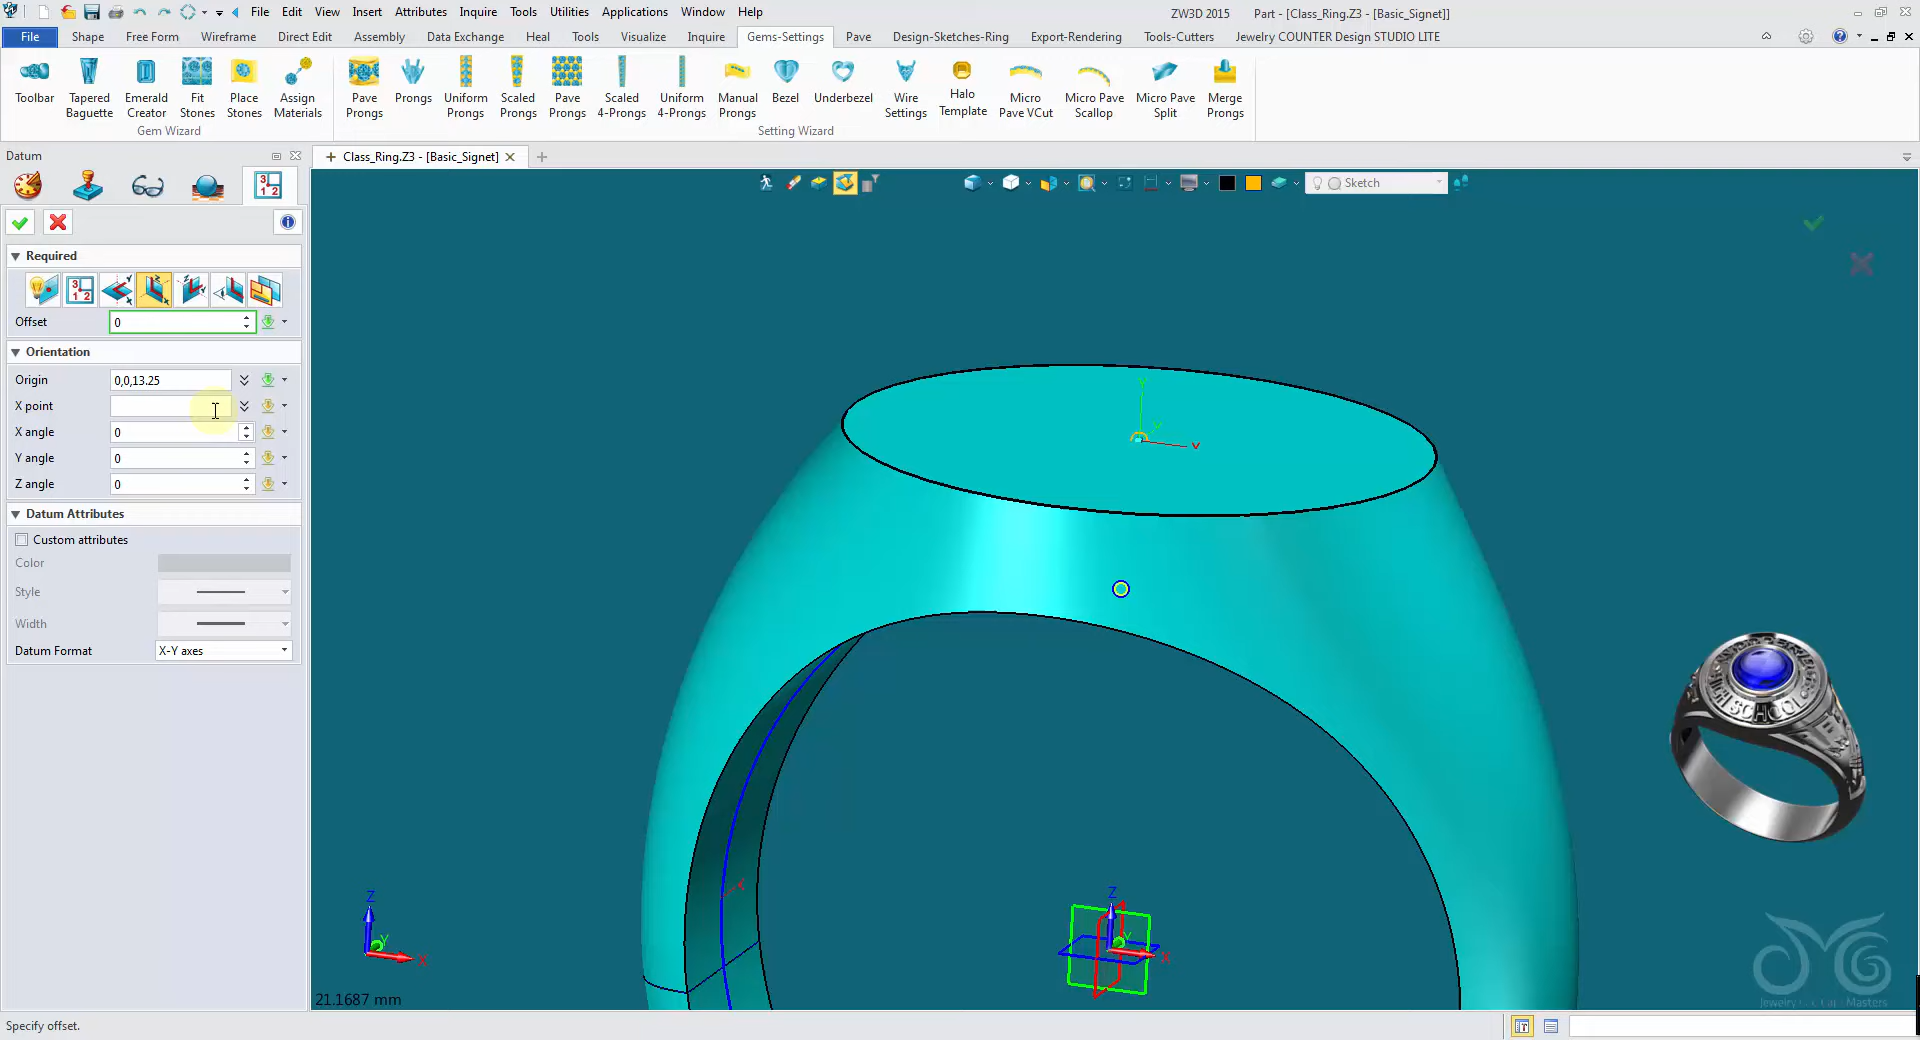 File Edit View Insert Attributes Inquire Tools Utilities Applications Window Help
ZW3D 2015 Part - [Class_Ring.Z3 - [Basic_Signet]]
File Shape Free Form Wireframe Direct Edit Assembly Data Exchange Heal Tools Visualize Inquire Gems-Settings Pave Design-Sketches-Ring Export-Rendering Tools-Cutters Jewelry COUNTER Design STUDIO LITE
Toolbar
Tapered Baguette
Emerald Creator
Fit Stones
Place Stones
Assign Materials
Pave Prongs
Prongs
Uniform Prongs
Scaled Prongs
Pave Prongs
Scaled 4-Prongs
Uniform 4-Prongs
Manual Prongs
Bezel
Underbezel
Wire Settings
Halo Template
Micro Pave VCut
Micro Pave Scallop
Micro Pave Split
Merge Prongs
Gem Wizard
Setting Wizard
Datum
Class_Ring.Z3 - [Basic_Signet]
Sketch
Required
3
1 2
Offset 0
Orientation
Origin 0,0,13.25
X point
X angle 0
Y angle 0
Z angle 0
Datum Attributes
Custom attributes
Color
Style
Width
Datum Format X-Y axes
HIGH SCHOOL
Z
Y
X
Z
X
21.1687 mm
Specify offset.